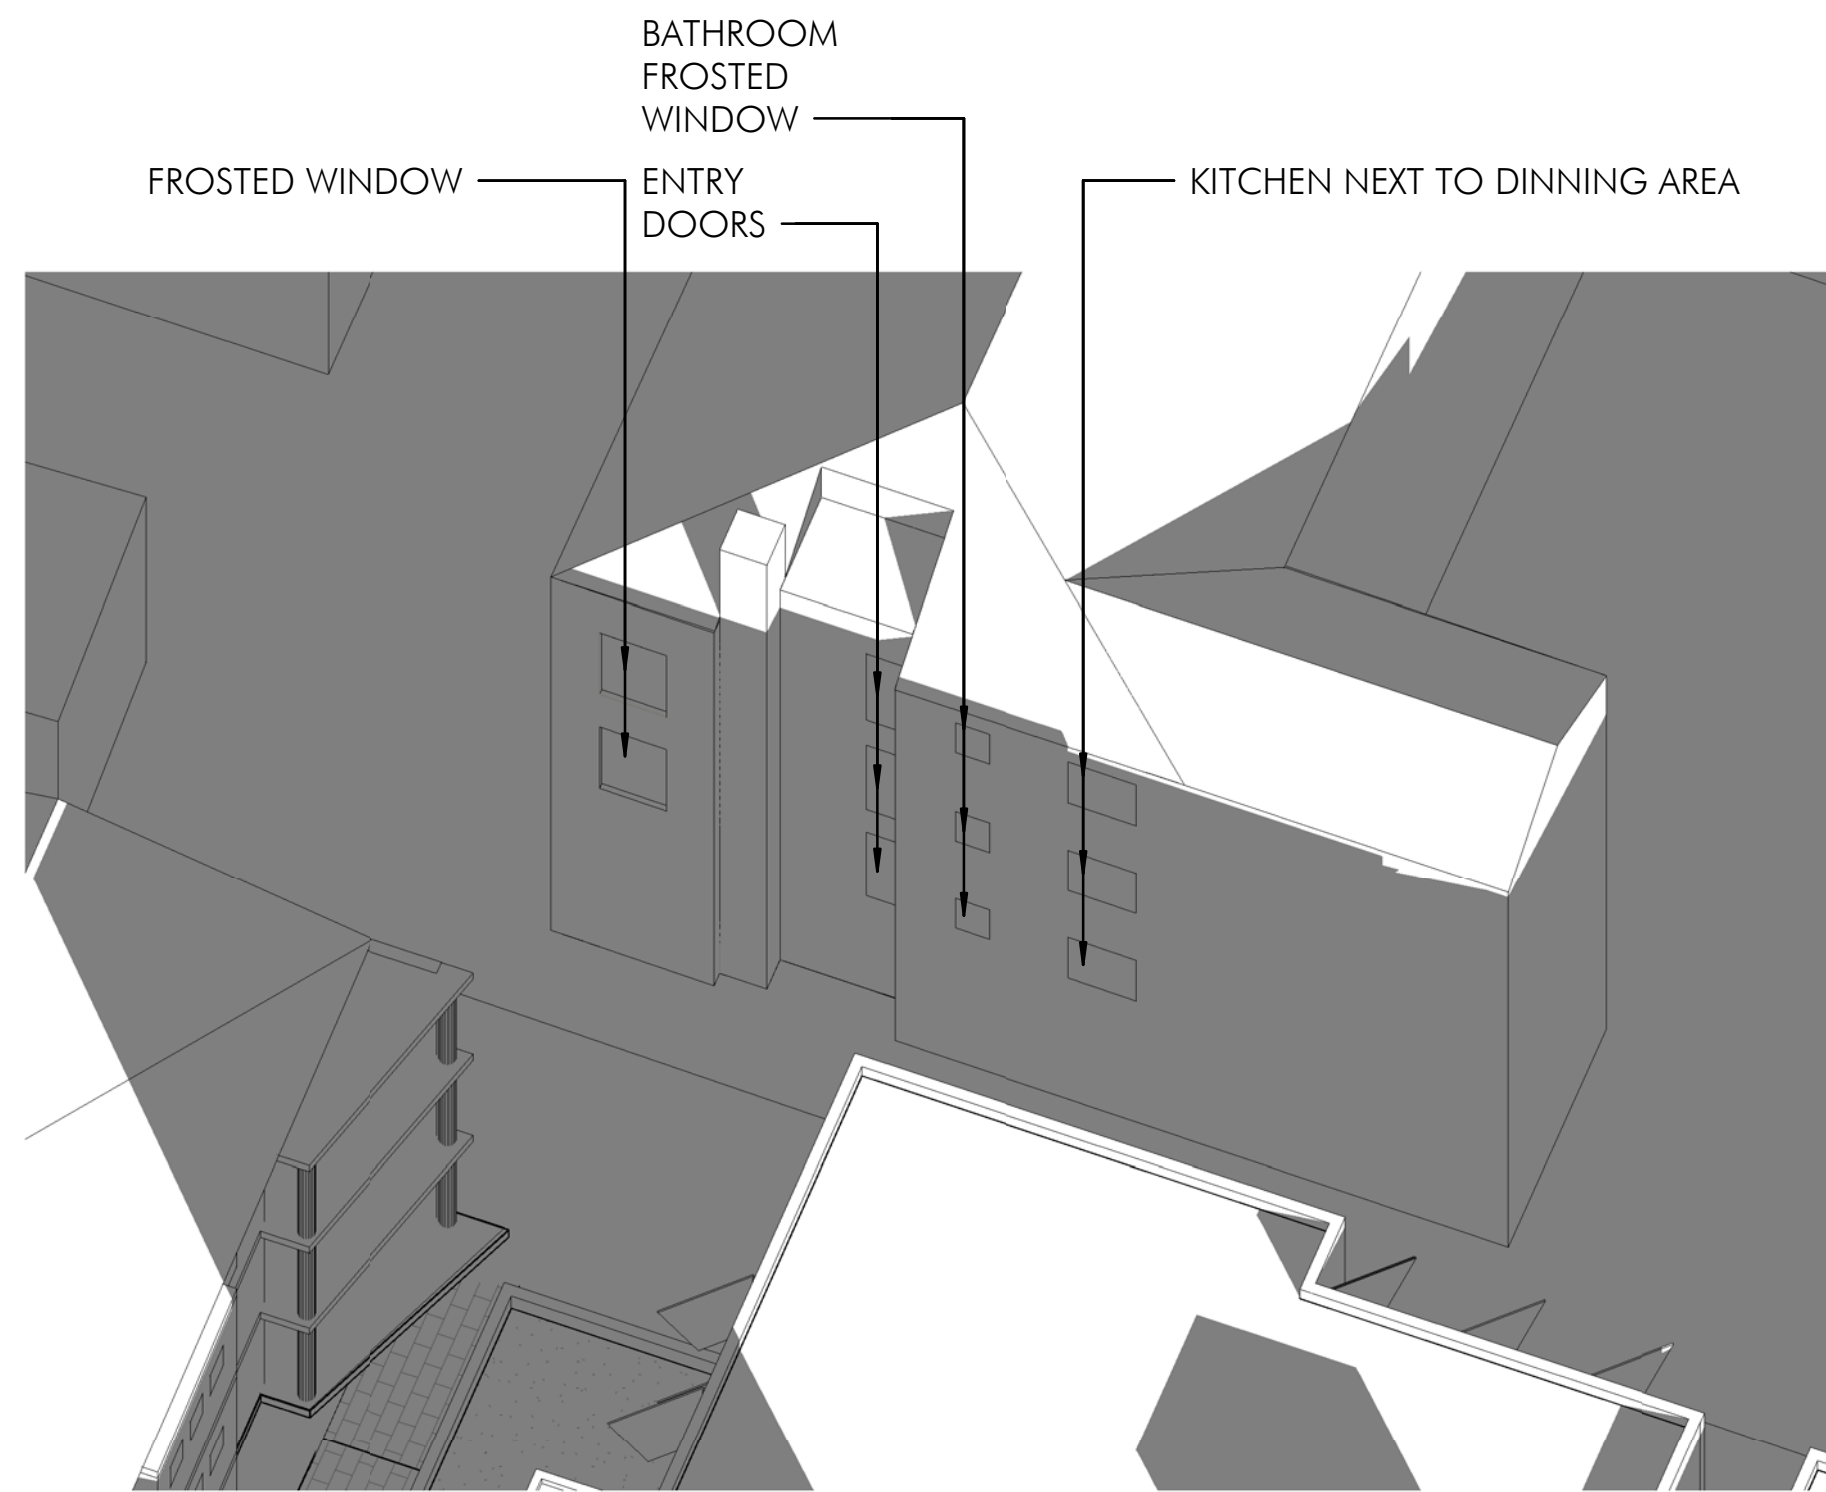 BATHROOM
FROSTED
WINDOW
FROSTED WINDOW
ENTRY
DOORS
KITCHEN NEXT TO DINNING AREA